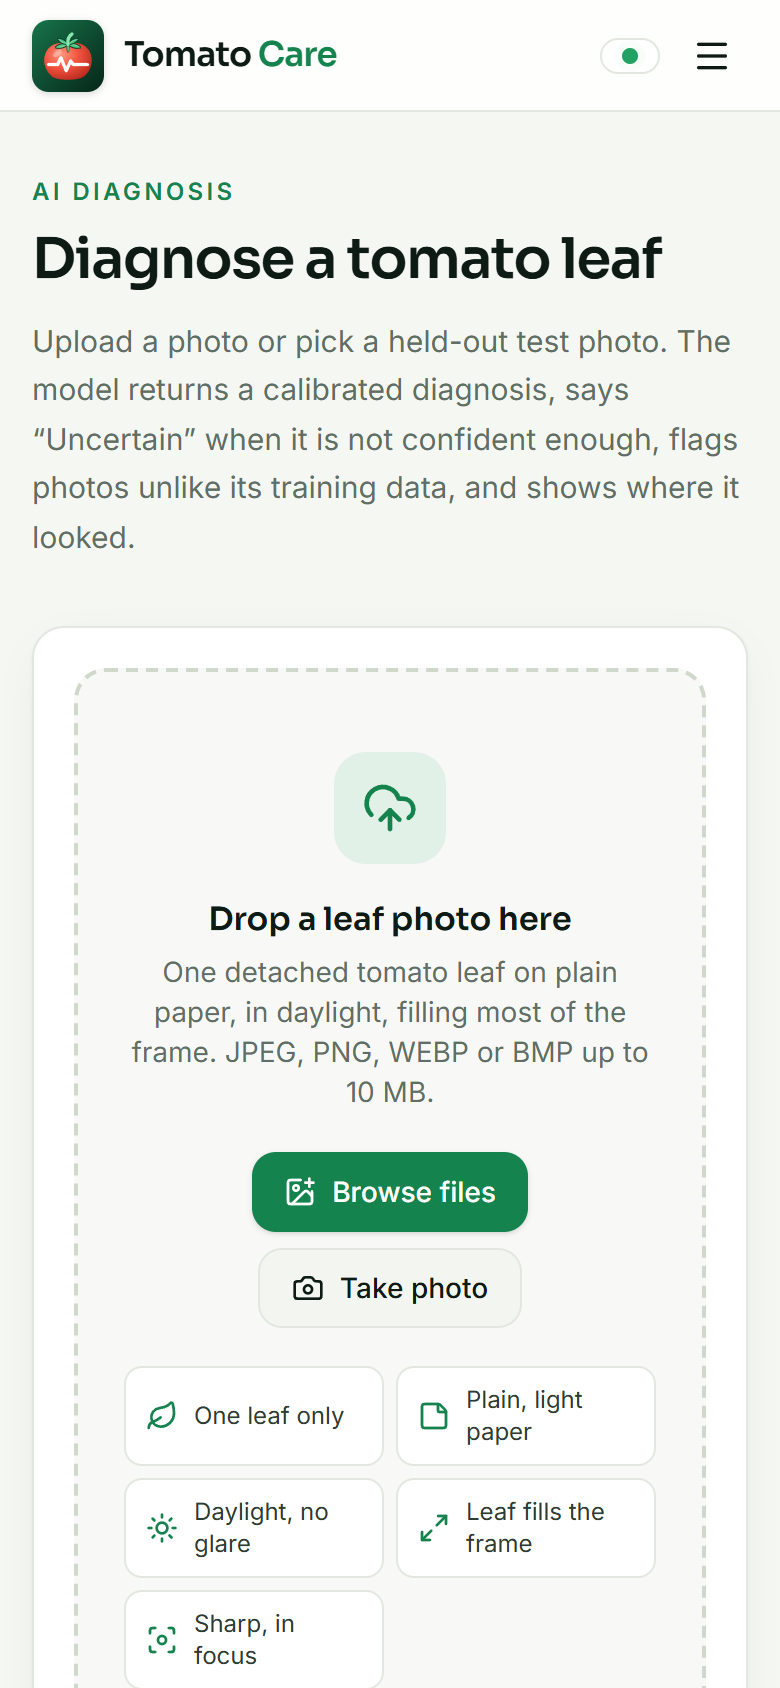 Tomato Care
AI DIAGNOSIS
Diagnose a tomato leaf
Upload a photo or pick a held-out test photo. The
model returns a calibrated diagnosis, says
“Uncertain” when it is not confident enough, flags
photos unlike its training data, and shows where it
looked.
Drop a leaf photo here
One detached tomato leaf on plain
paper, in daylight, filling most of the
frame. JPEG, PNG, WEBP or BMP up to
10 MB.
Browse files
Take photo
One leaf only
Plain, light
paper
Daylight, no
glare
Leaf fills the
frame
Sharp, in
focus